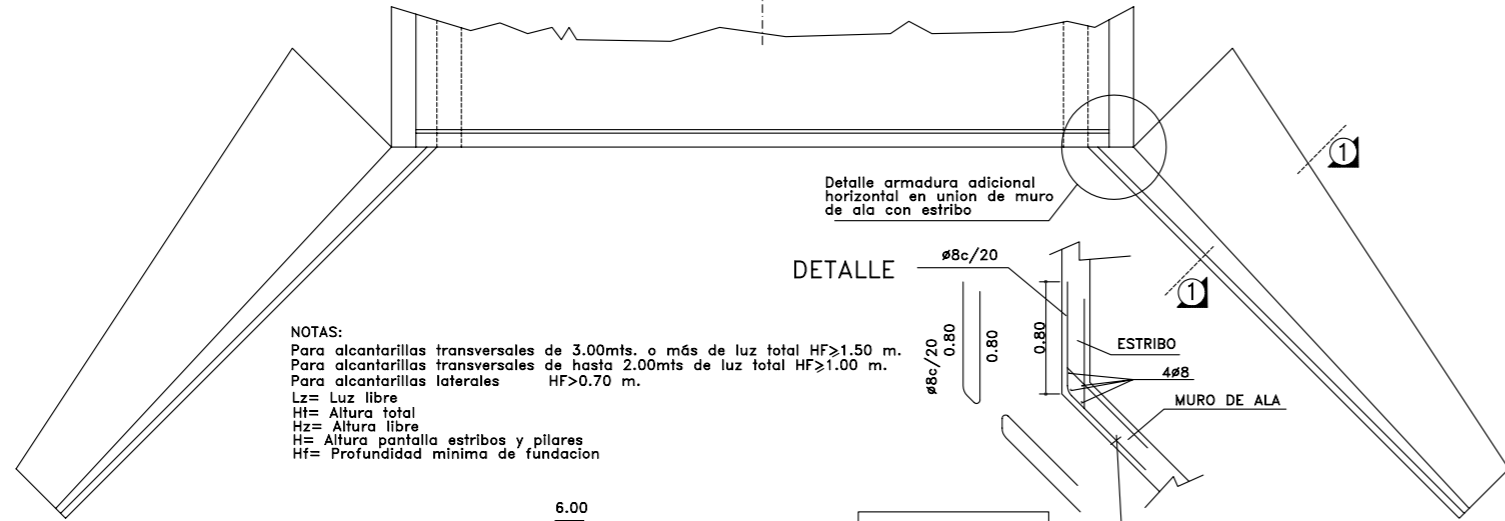 1
Detalle armadura adicional
horizontal en union de muro
de ala con estribo
DETALLE
ø8c/20
1
ø8c/20
0.80
0.80
0.80
ESTRIBO
4ø8
MURO DE ALA
NOTAS:
Para alcantarillas transversales de 3.00mts. o más de luz total HF≥1.50 m.
Para alcantarillas transversales de hasta 2.00mts de luz total HF≥1.00 m.
Para alcantarillas laterales HF>0.70 m.
Lz= Luz libre
Ht= Altura total
Hz= Altura libre
H= Altura pantalla estribos y pilares
Hf= Profundidad minima de fundacion
6.00